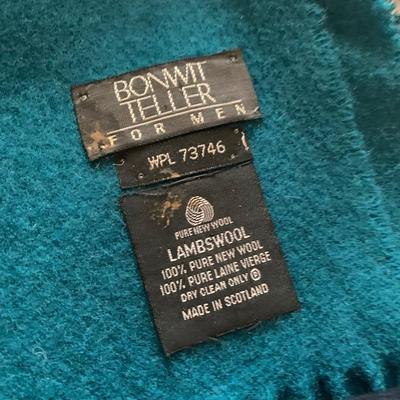 BONWIT
TELLER
FOR MEN
WPL 73746
PURE NEW WOOL
LAMBSWOOL
100% PURE NEW WOOL
100% PURE LAINE VIERGE
DRY CLEAN ONLY Ⓟ
MADE IN SCOTLAND